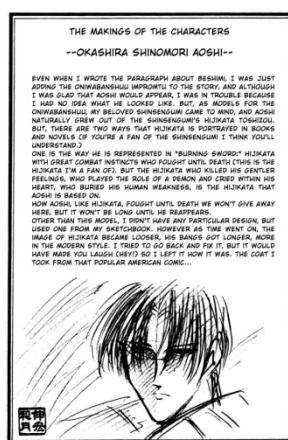 THE MAKINGS OF THE CHARACTERS
--OKASHIRA SHINOMORI AOSHI--
EVEN WHEN I WROTE THE PARAGRAPH ABOUT BESHIMI, I WAS JUST
ADDING THE ONIWABANSHUU IMPROMTU TO THE STORY, AND ALTHOUGH
I WAS GLAD THAT AOSHI WOULD APPEAR, I WAS IN TROUBLE BECAUSE
I HAD NO IDEA WHAT HE LOOKED LIKE. BUT, AS MODELS FOR THE
ONIWABANSHUU, MY BELOVED SHINSENGUMI CAME TO MIND, AND AOSHI
NATURALLY GREW OUT OF THE SHINSENGUMI'S HIJIKATA TOSHIZOU.
BUT, THERE ARE TWO WAYS THAT HIJIKATA IS PORTRAYED IN BOOKS
AND NOVELS (IF YOU'RE A FAN OF THE SHINSENGUMI I THINK YOU'LL
UNDERSTAND.)
ONE IS THE WAY HE IS REPRESENTED IN "BURNING SWORD:" HIJIKATA
WITH GREAT COMBAT INSTINCTS WHO FOUGHT UNTIL DEATH (THIS IS THE
HIJIKATA I'M A FAN OF). BUT THE HIJIKATA WHO KILLED HIS GENTLER
FEELINGS, WHO PLAYED THE ROLE OF A DEMON AND CRIED WITHIN HIS
HEART, WHO BURIED HIS HUMAN WEAKNESS, IS THE HIJIKATA THAT
AOSHI IS BASED ON.
HOW AOSHI, LIKE HIJIKATA, FOUGHT UNTIL DEATH WE WON'T GIVE AWAY
HERE, BUT IT WON'T BE LONG UNTIL HE REAPPEARS.
OTHER THAN THIS MODEL, I DIDN'T HAVE ANY PARTICULAR DESIGN, BUT
USED ONE FROM MY SKETCHBOOK. HOWEVER AS TIME WENT ON, THE
IMAGE OF HIJIKATA BECAME LOOSER, HIS BANGS GOT LONGER, MORE
IN THE MODERN STYLE. I TRIED TO GO BACK AND FIX IT, BUT IT WOULD
HAVE MADE YOU LAUGH (HEY!) SO I LEFT IT HOW IT WAS. THE COAT I
TOOK FROM THAT POPULAR AMERICAN COMIC...